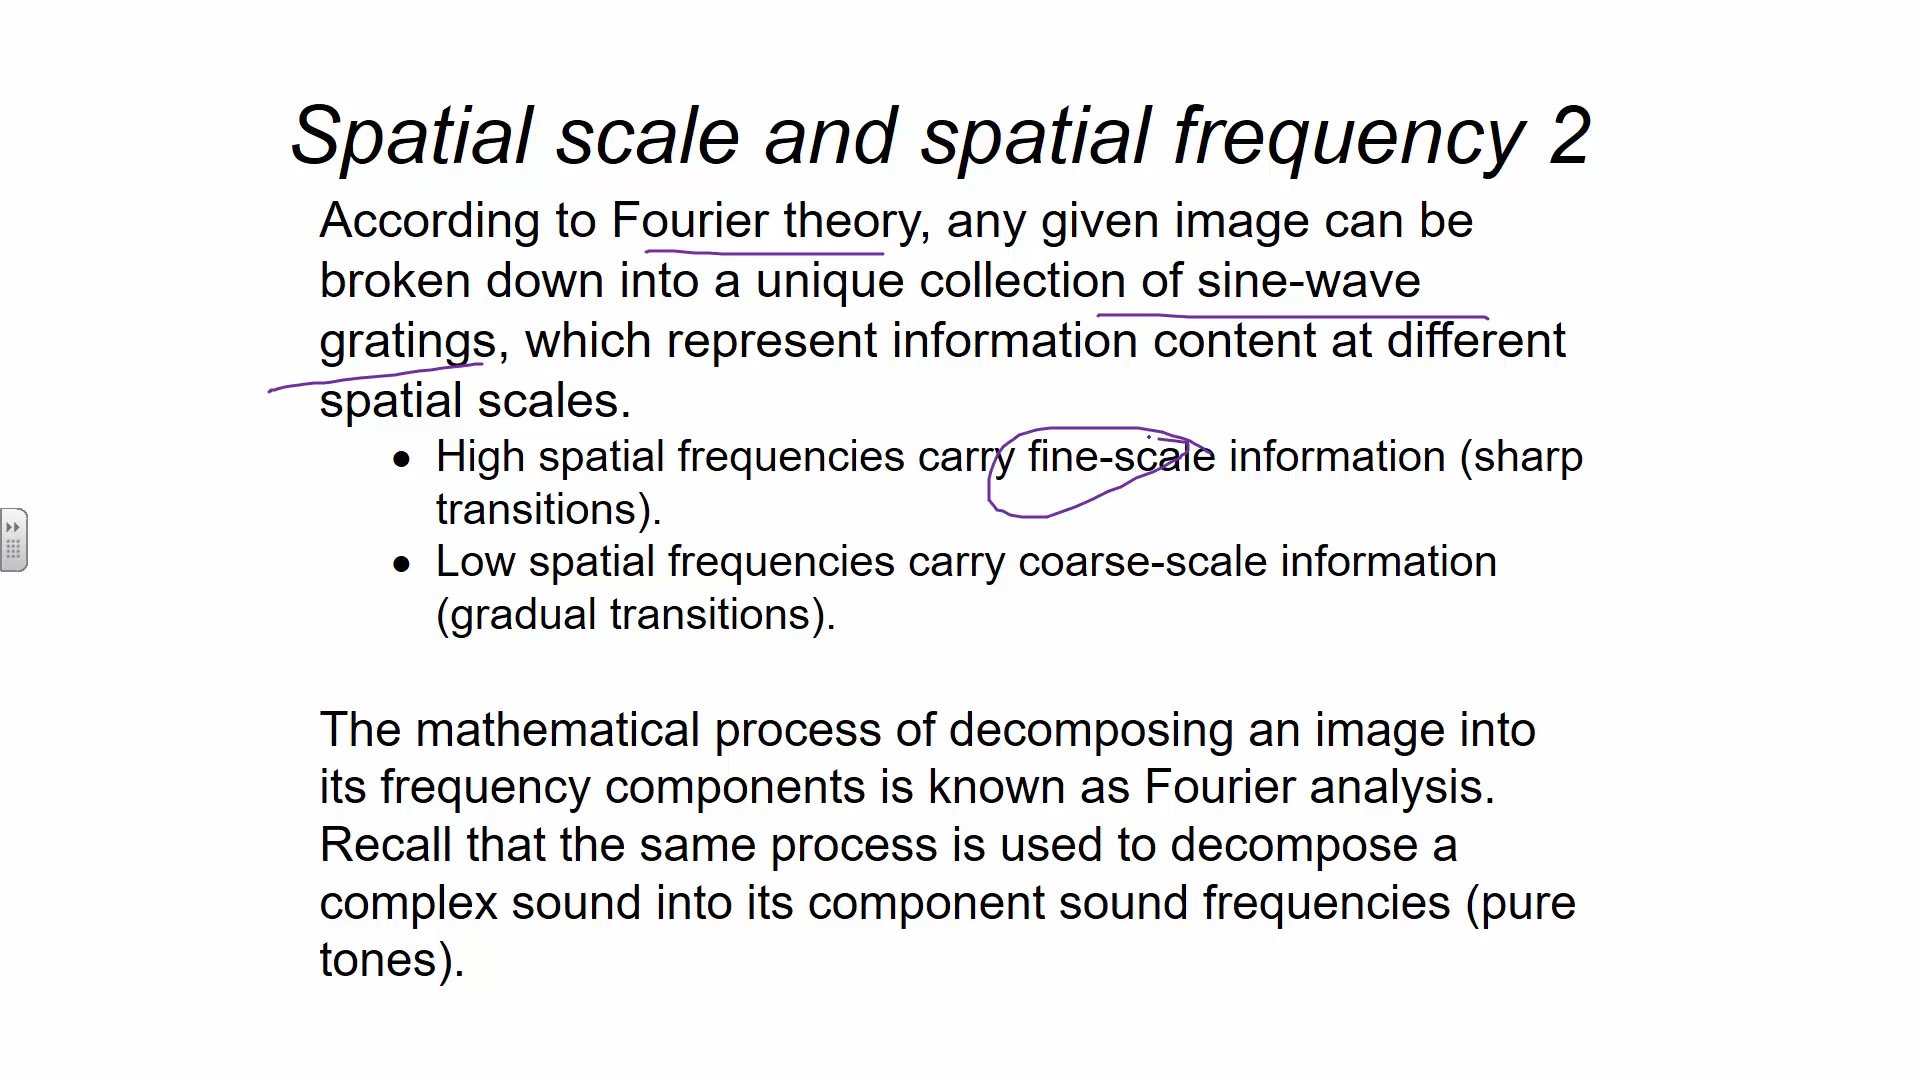 Spatial scale and spatial frequency 2
According to Fourier theory, any given image can be
broken down into a unique collection of sine-wave
gratings, which represent information content at different
spatial scales.
● High spatial frequencies carry fine-scale information (sharp
transitions).
● Low spatial frequencies carry coarse-scale information
(gradual transitions).
The mathematical process of decomposing an image into
its frequency components is known as Fourier analysis.
Recall that the same process is used to decompose a
complex sound into its component sound frequencies (pure
tones).